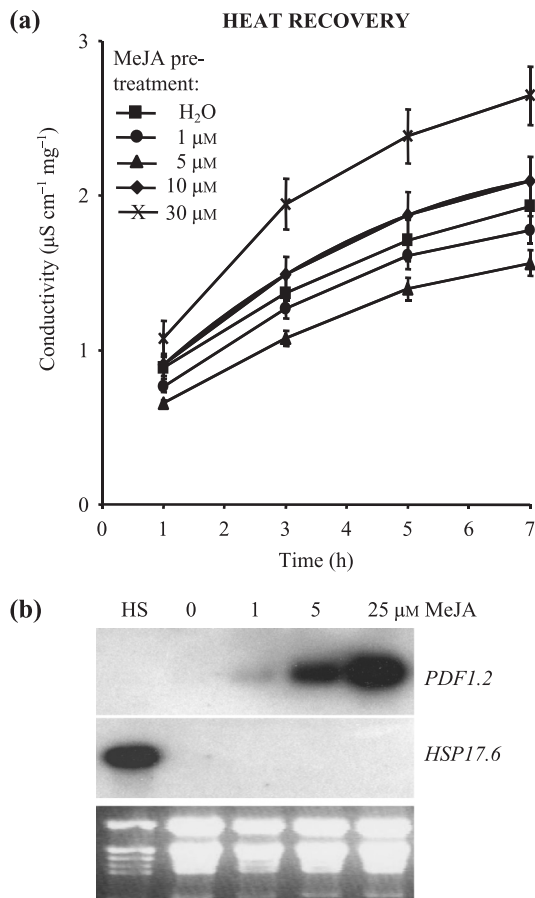 (a)
HEAT RECOVERY
MeJA pre-
treatment:
H₂O
1 μM
5 μM
10 μM
30 μM
3
2
1
0
Conductivity (μS cm⁻¹ mg⁻¹)
0 1 2 3 4 5 6 7
Time (h)
(b)
HS 0 1 5 25 μM MeJA
PDF1.2
HSP17.6